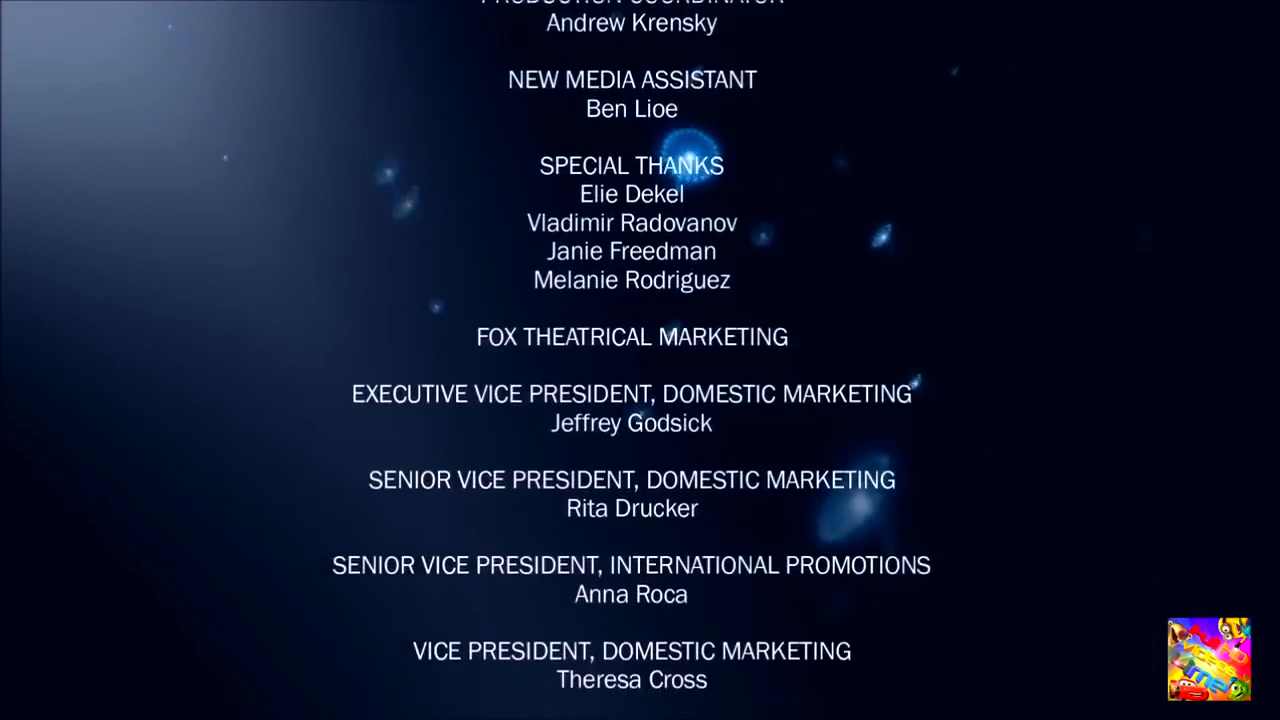 PRODUCTION COORDINATOR
Andrew Krensky
NEW MEDIA ASSISTANT
Ben Lioe
SPECIAL THANKS
Elie Dekel
Vladimir Radovanov
Janie Freedman
Melanie Rodriguez
FOX THEATRICAL MARKETING
EXECUTIVE VICE PRESIDENT, DOMESTIC MARKETING
Jeffrey Godsick
SENIOR VICE PRESIDENT, DOMESTIC MARKETING
Rita Drucker
SENIOR VICE PRESIDENT, INTERNATIONAL PROMOTIONS
Anna Roca
VICE PRESIDENT, DOMESTIC MARKETING
Theresa Cross